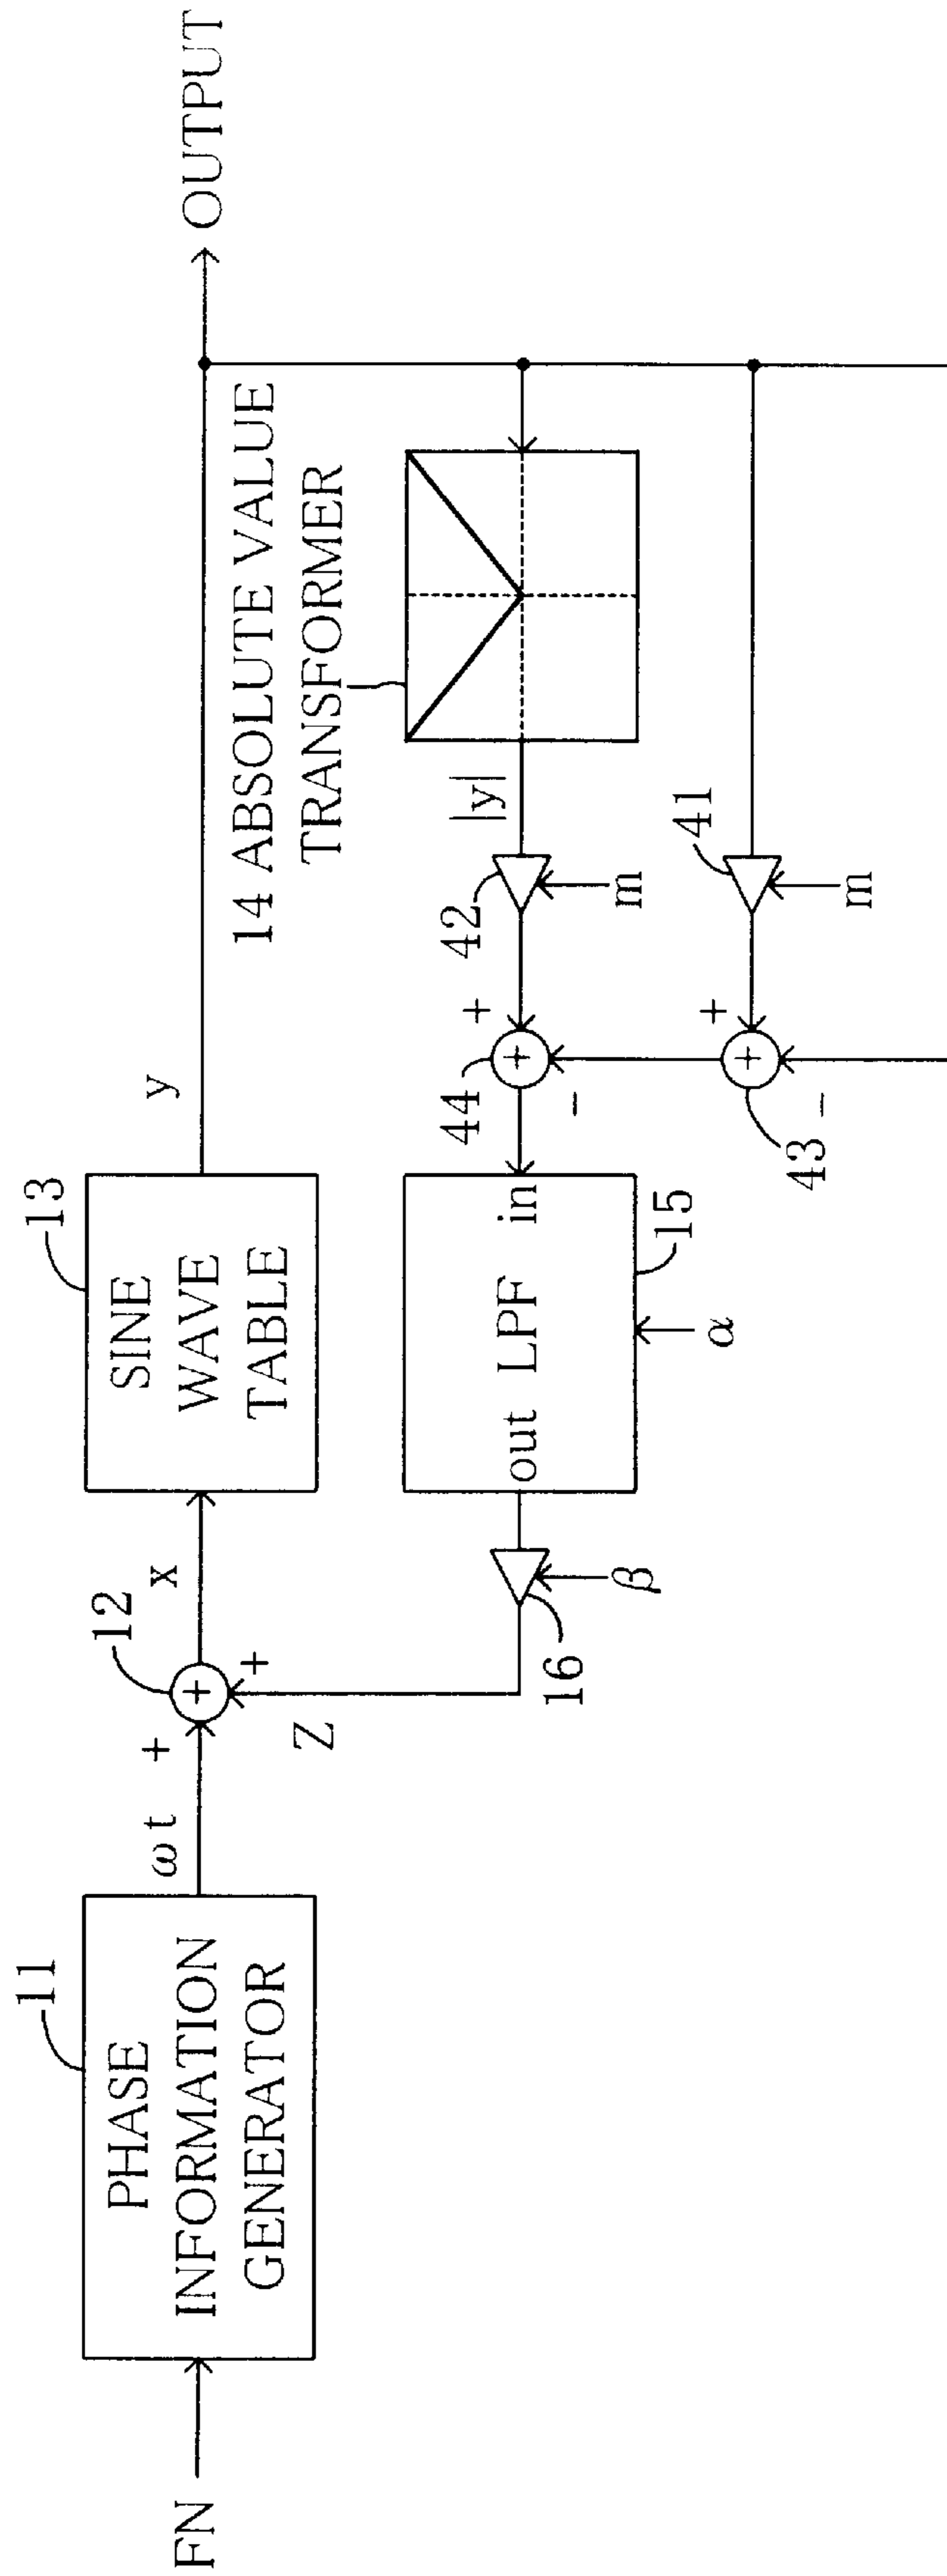 FN
11
PHASE
INFORMATION
GENERATOR
ωt
+
12
+
x
+
Z
13
SINE
WAVE
TABLE
y
OUTPUT
14 ABSOLUTE VALUE
TRANSFORMER
|y|
42
m
+
44
+
-
out LPF in
15
α
β
16
41
m
+
+
43
-